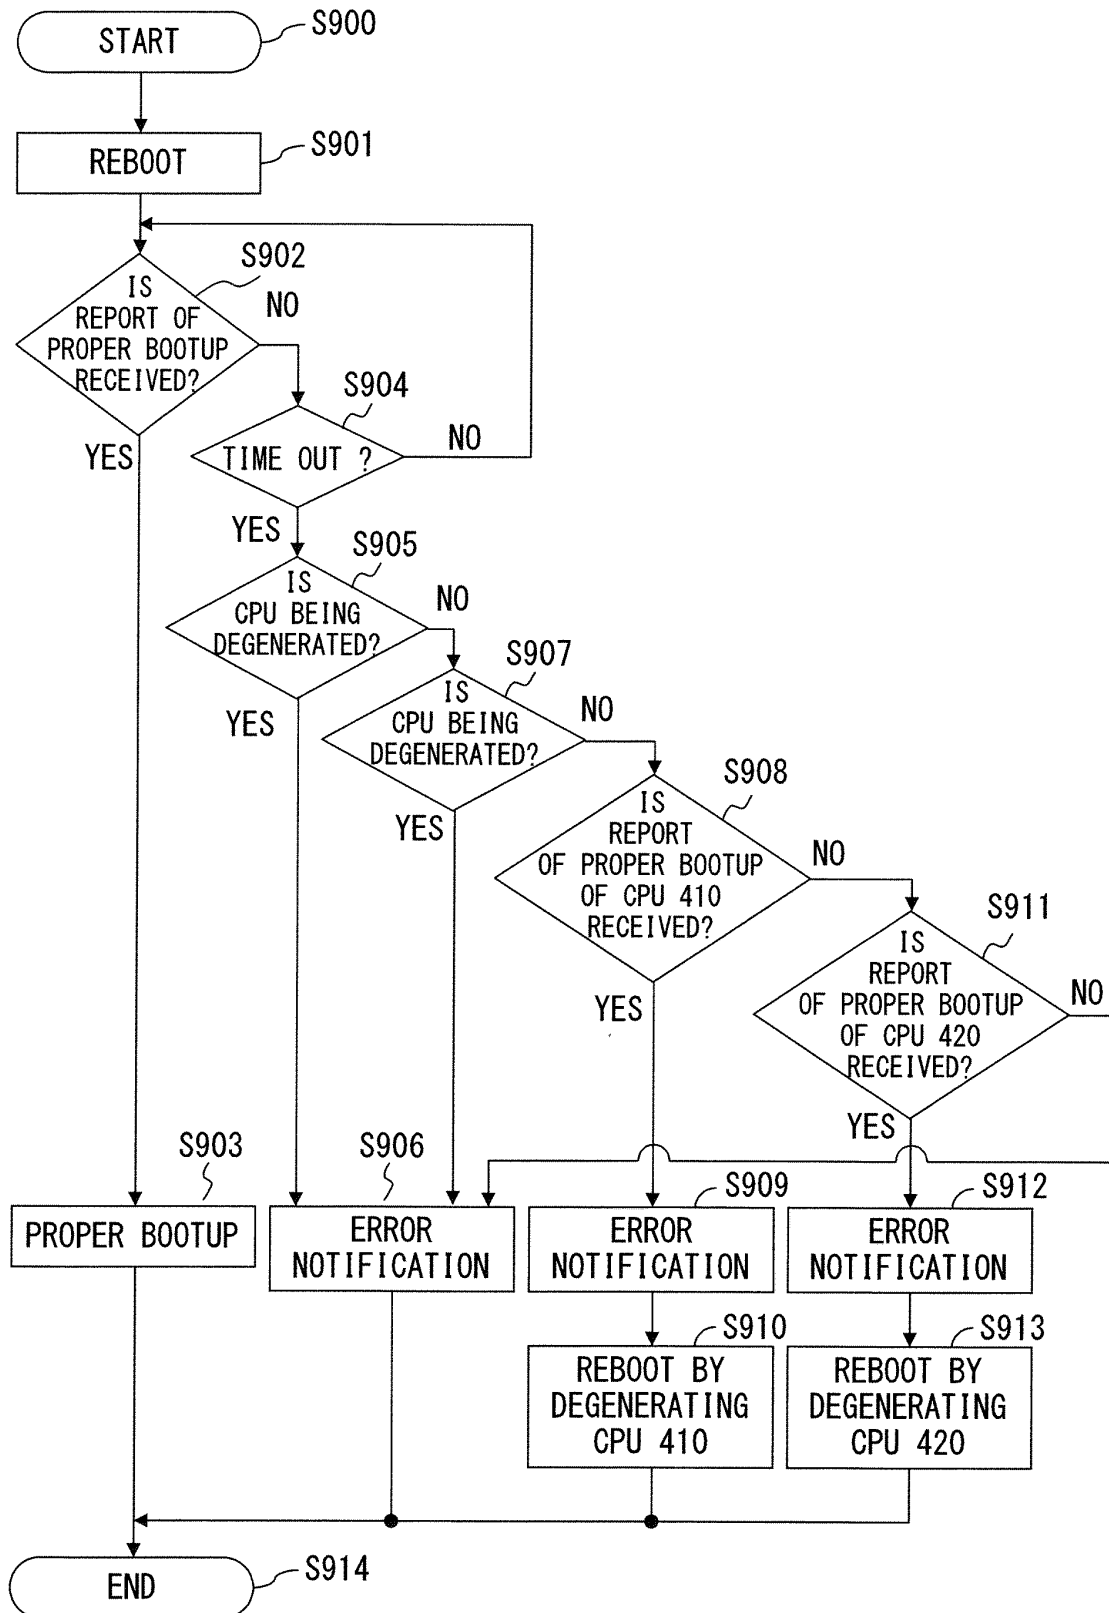 START
S900
REBOOT
S901
IS
REPORT OF
PROPER BOOTUP
RECEIVED?
S902
NO
YES
TIME OUT ?
S904
NO
YES
IS
CPU BEING
DEGENERATED?
S905
NO
YES
IS
CPU BEING
DEGENERATED?
S907
NO
YES
IS
REPORT
OF PROPER BOOTUP
OF CPU 410
RECEIVED?
S908
NO
YES
IS
REPORT
OF PROPER BOOTUP
OF CPU 420
RECEIVED?
S911
NO
YES
S903
PROPER BOOTUP
S906
ERROR
NOTIFICATION
S909
ERROR
NOTIFICATION
S912
ERROR
NOTIFICATION
S910
REBOOT BY
DEGENERATING
CPU 410
S913
REBOOT BY
DEGENERATING
CPU 420
END
S914